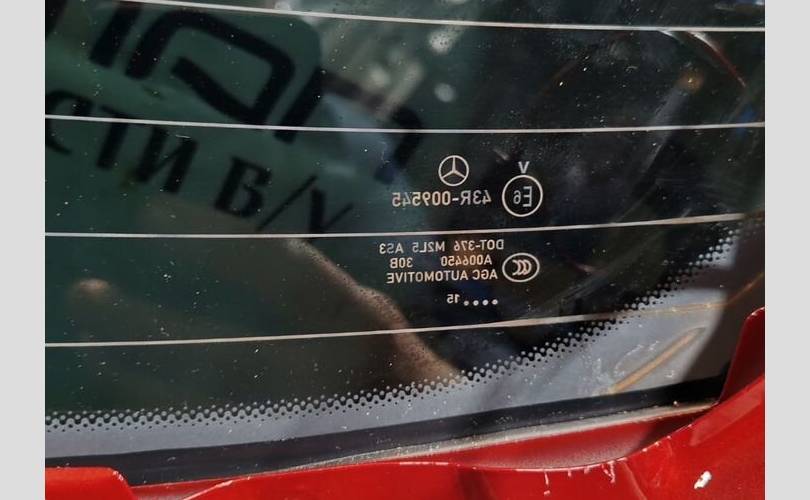 V
E6 43R-009545
DOT-376 M2L5 AS3
A006450 30B
AGC AUTOMOTIVE
.... 15